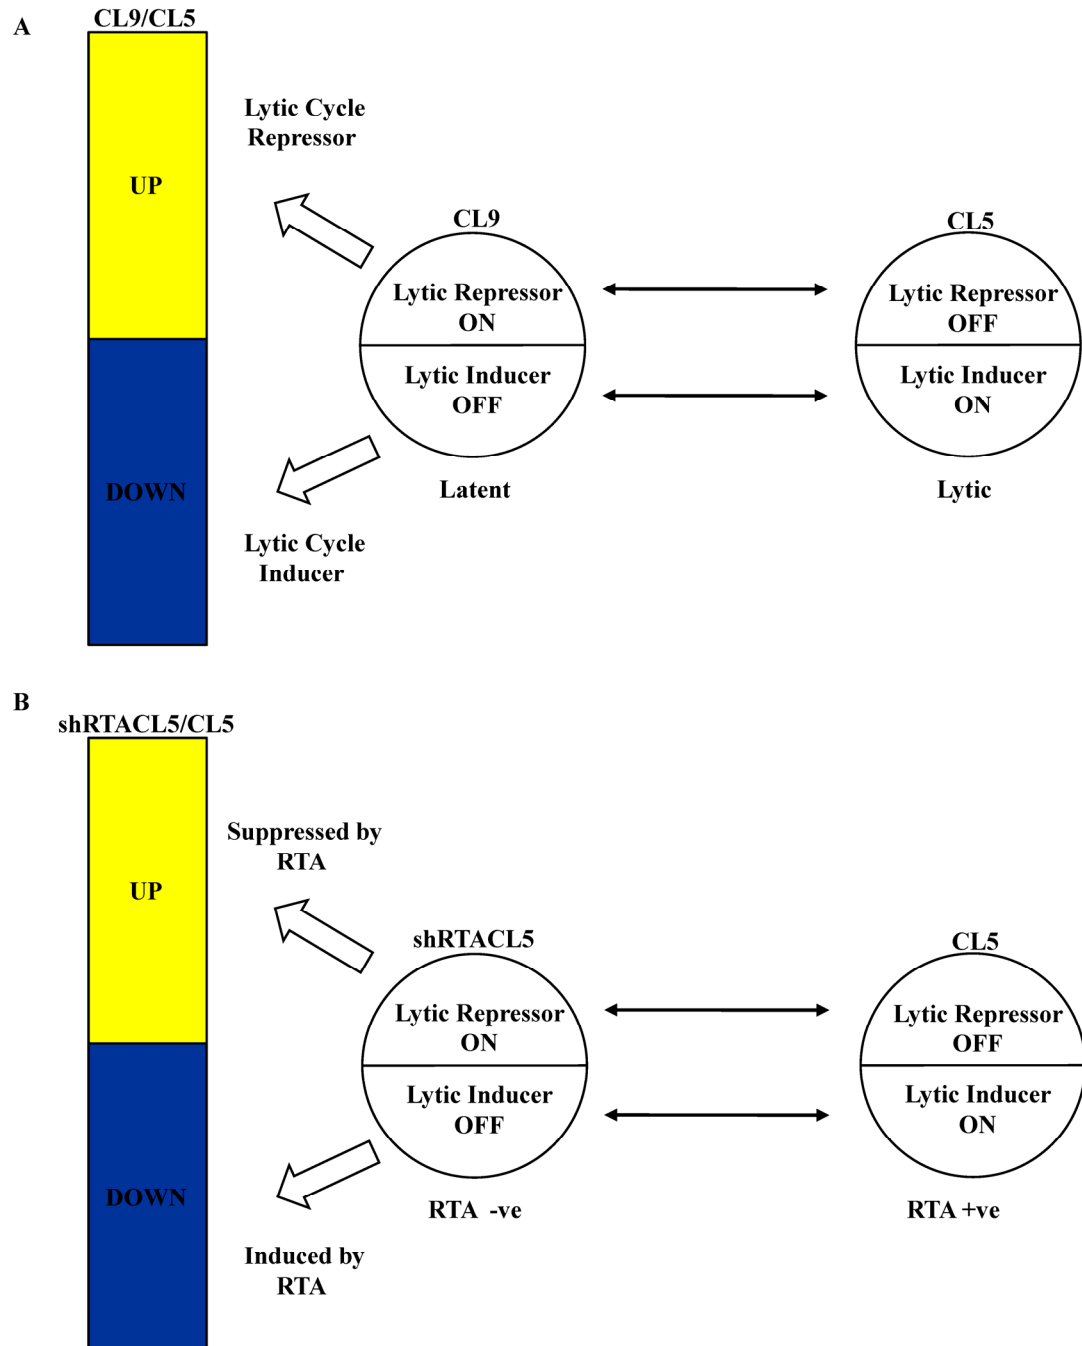 A
CL9/CL5
Lytic Cycle
Repressor
UP
CL9
CL5
Lytic Repressor
ON
Lytic Repressor
OFF
Lytic Inducer
OFF
Lytic Inducer
ON
DOWN
Latent
Lytic
Lytic Cycle
Inducer
B
shRTACL5/CL5
Suppressed by
RTA
UP
shRTACL5
CL5
Lytic Repressor
ON
Lytic Repressor
OFF
Lytic Inducer
OFF
Lytic Inducer
ON
DOWN
RTA -ve
RTA +ve
Induced by
RTA